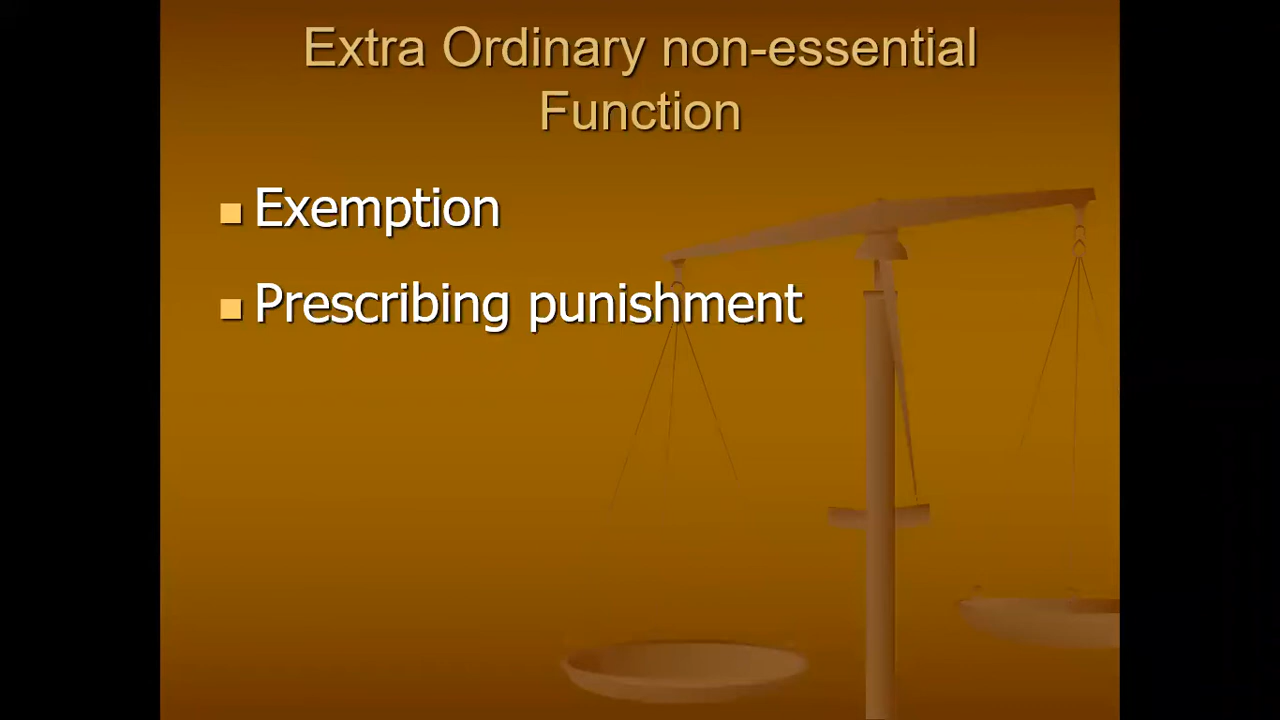 Extra Ordinary non-essential
Function
Exemption
Prescribing punishment